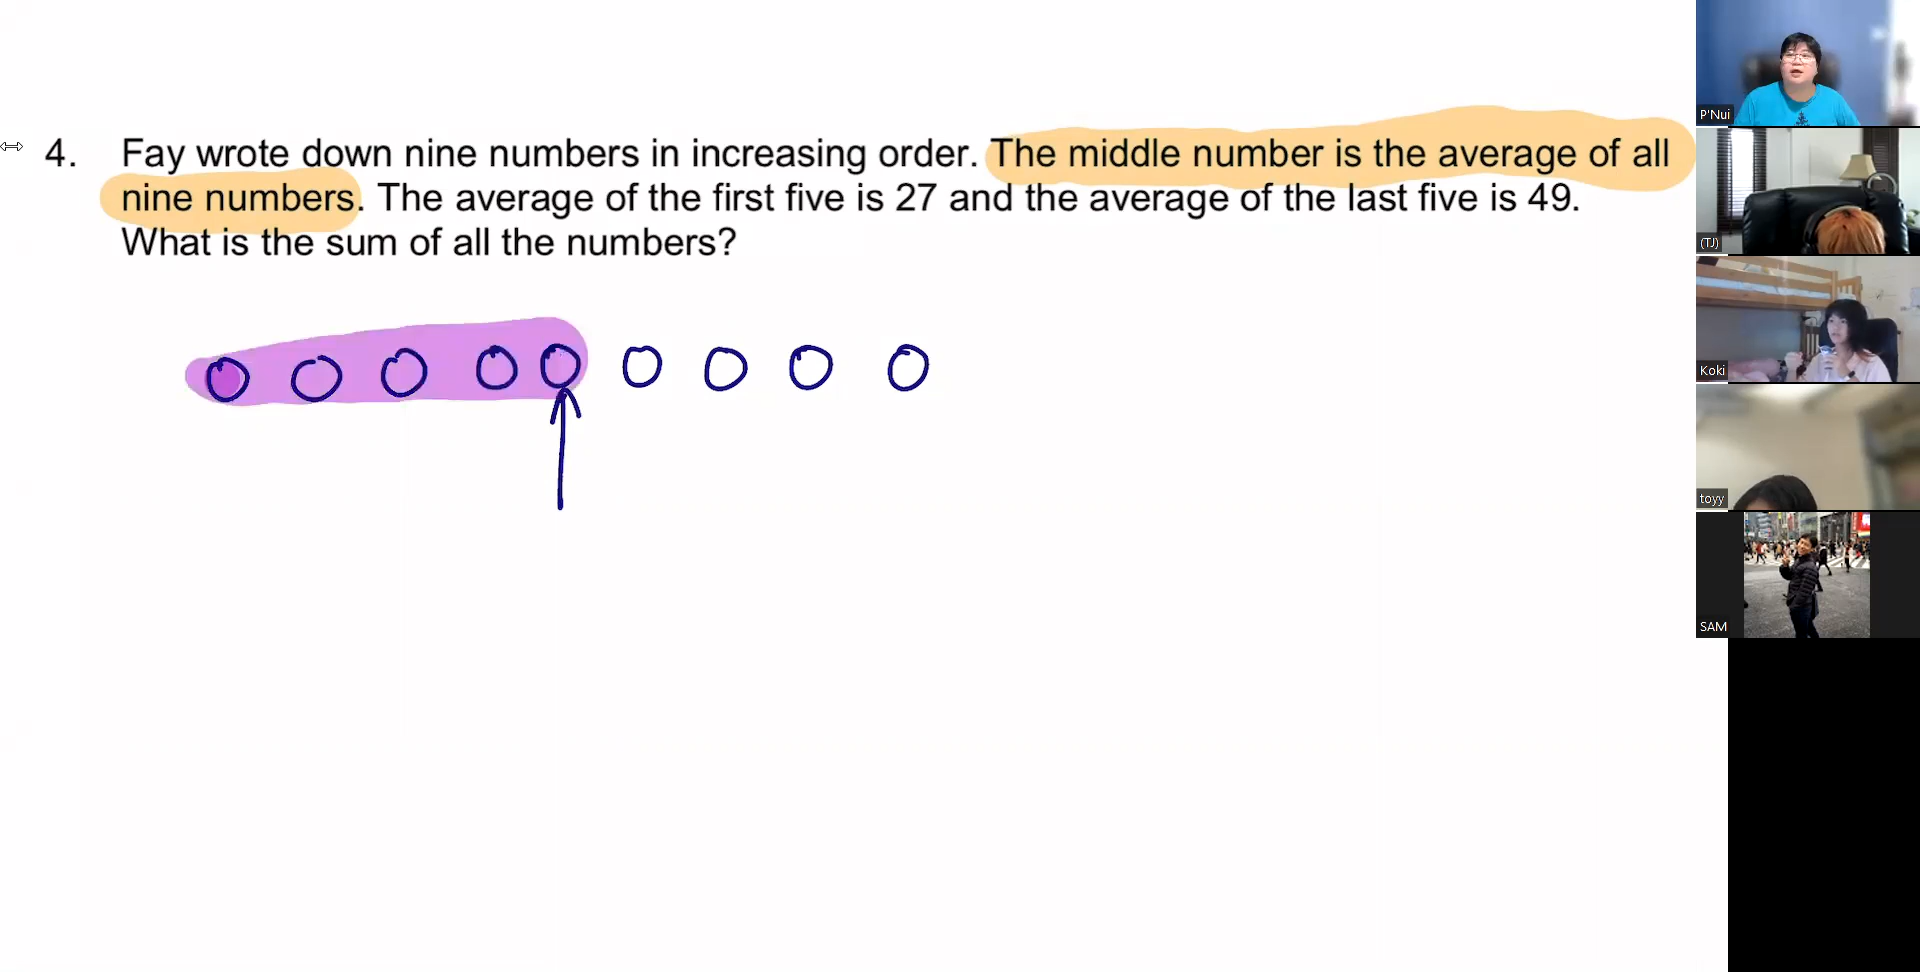 4. Fay wrote down nine numbers in increasing order. The middle number is the average of all
nine numbers. The average of the first five is 27 and the average of the last five is 49.
What is the sum of all the numbers?
P'Nui
(TJ)
Koki
toyy
SAM